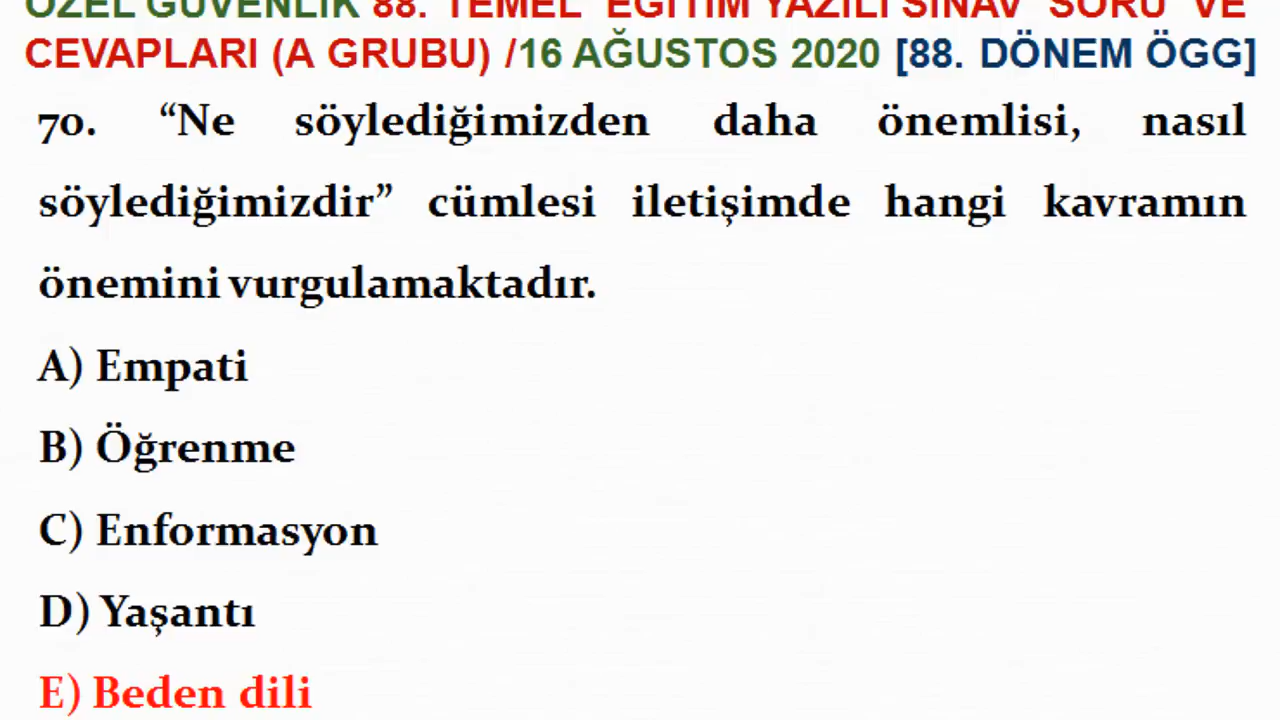 ÖZEL GÜVENLİK 88. TEMEL EĞİTİM YAZILI SINAV SORU VE
CEVAPLARI (A GRUBU) /16 AĞUSTOS 2020 [88. DÖNEM ÖGG]
70. “Ne söylediğimizden daha önemlisi, nasıl
söylediğimizdir” cümlesi iletişimde hangi kavramın
önemini vurgulamaktadır.
A) Empati
B) Öğrenme
C) Enformasyon
D) Yaşantı
E) Beden dili